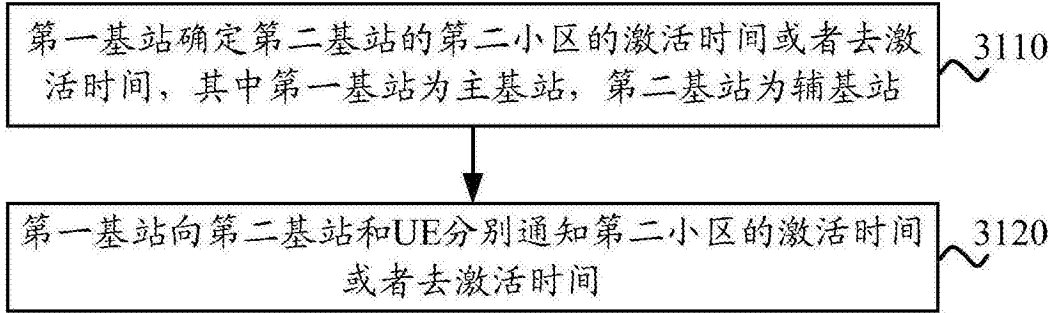 第一基站确定第二基站的第二小区的激活时间或者去激
活时间，其中第一基站为主基站，第二基站为辅基站
3110
第一基站向第二基站和UE分别通知第二小区的激活时间
或者去激活时间
3120